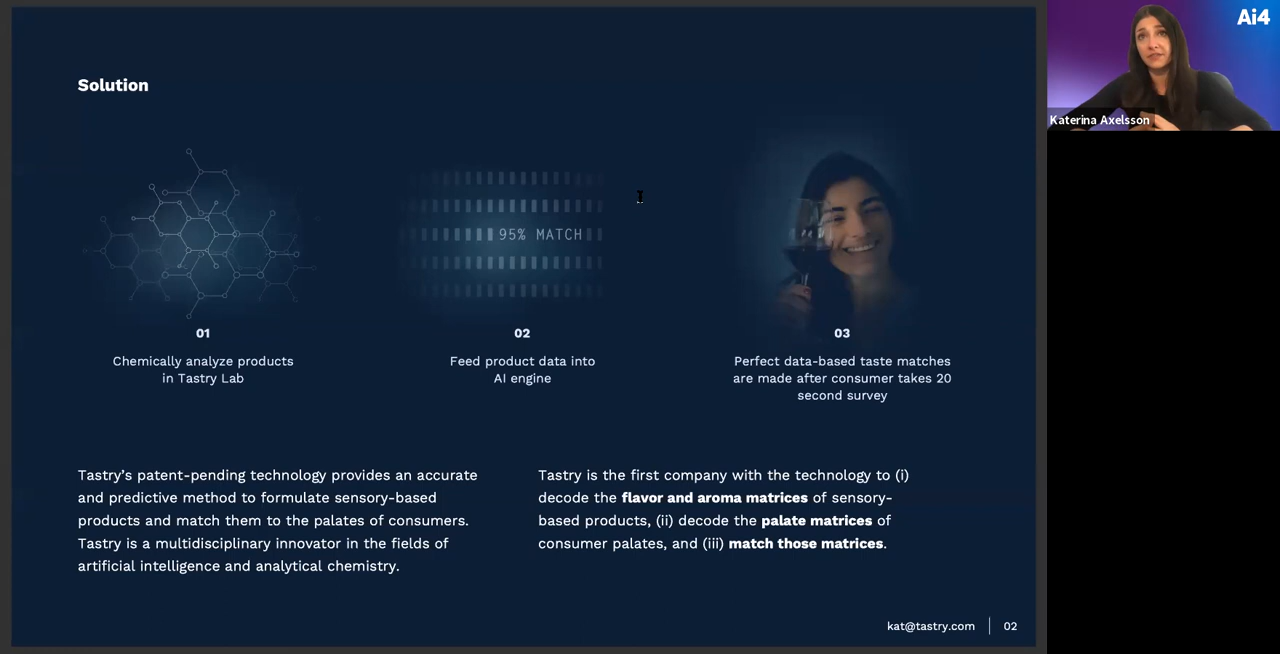 Solution
95% MATCH
01
Chemically analyze products
in Tastry Lab
02
Feed product data into
AI engine
03
Perfect data-based taste matches
are made after consumer takes 20
second survey
Tastry’s patent-pending technology provides an accurate
and predictive method to formulate sensory-based
products and match them to the palates of consumers.
Tastry is a multidisciplinary innovator in the fields of
artificial intelligence and analytical chemistry.
Tastry is the first company with the technology to (i)
decode the flavor and aroma matrices of sensory-
based products, (ii) decode the palate matrices of
consumer palates, and (iii) match those matrices.
kat@tastry.com
02
Ai4
Katerina Axelsson